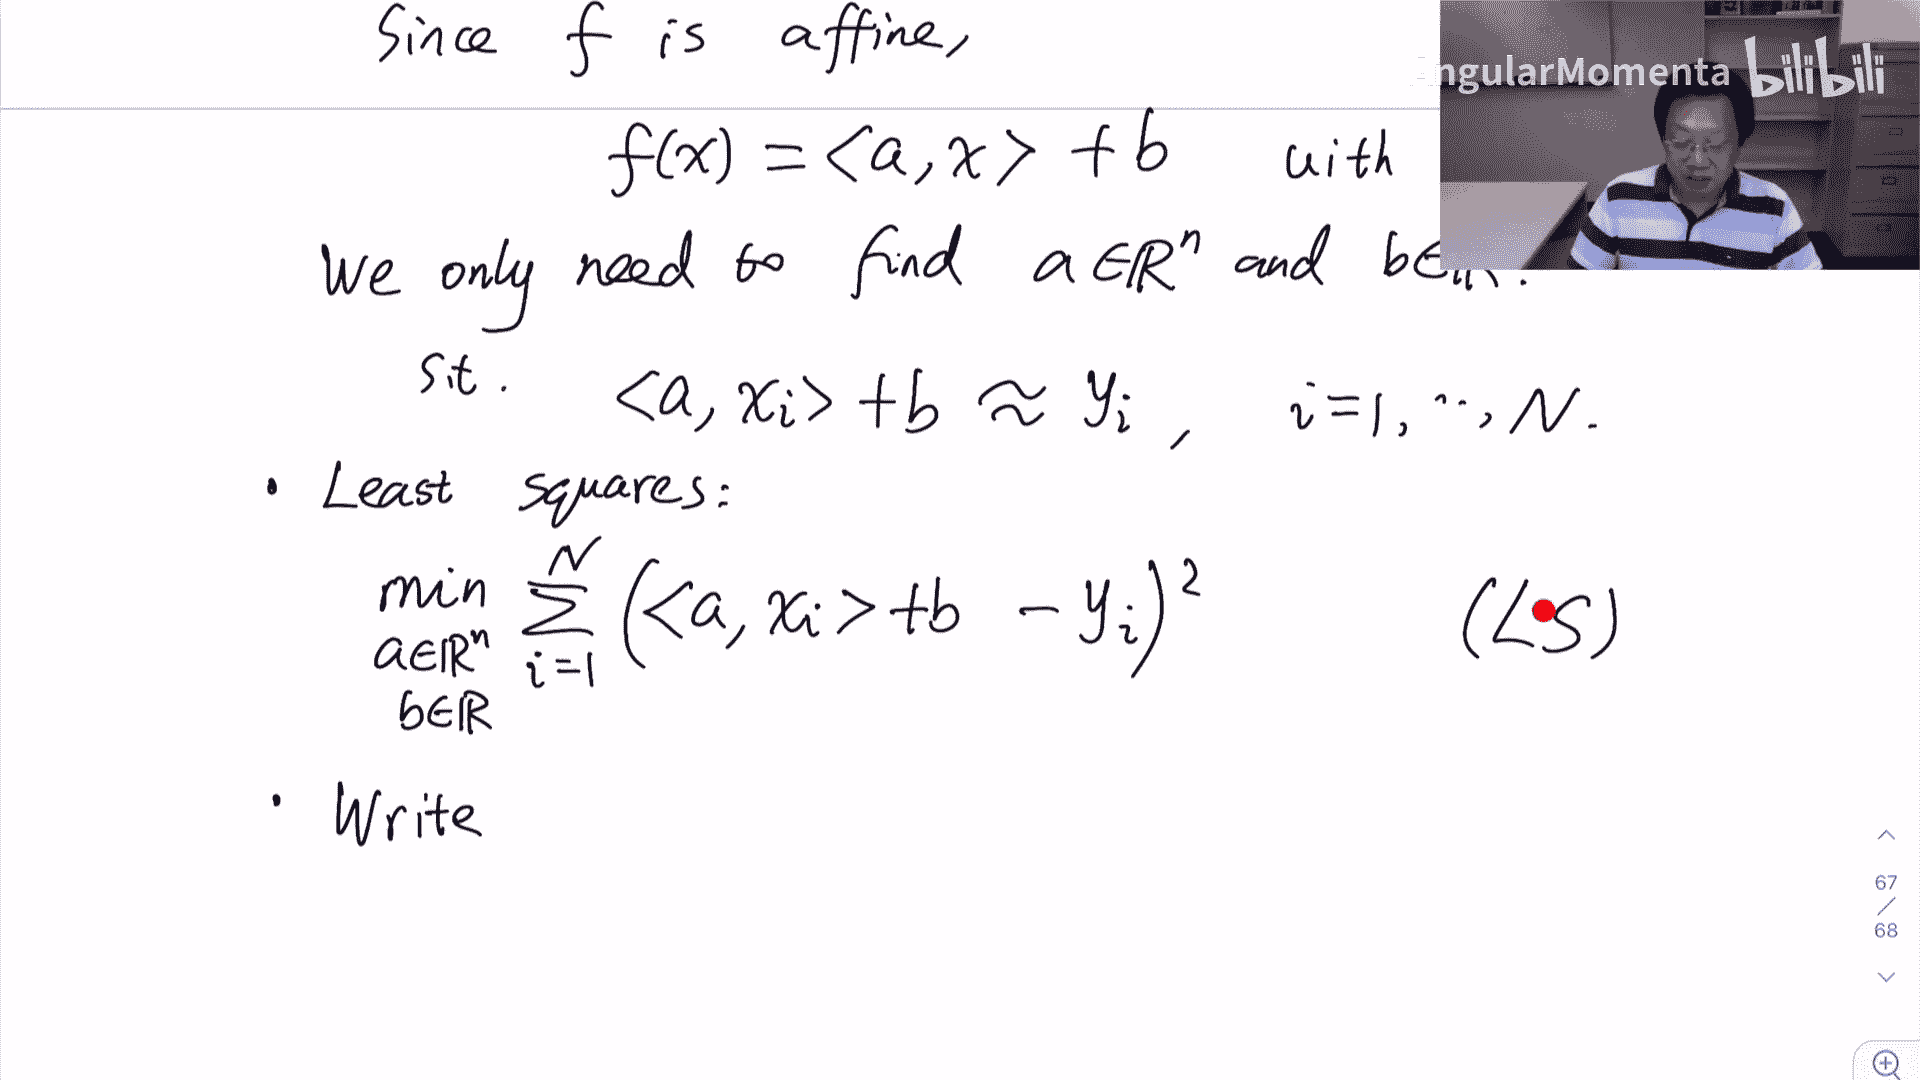 Since f is affine,
ngularMomenta bilibili
f(x) = <a, x> + b with
We only need to find a∈ℝⁿ and b∈ℝ.
s.t. <a, xᵢ> + b ≈ yᵢ, i=1, ..., N.
• Least squares:
min ∑ᵢ₌₁ᴺ (<a, xᵢ> + b - yᵢ)² (LS)
a∈ℝⁿ
b∈ℝ
• Write
67
/
68